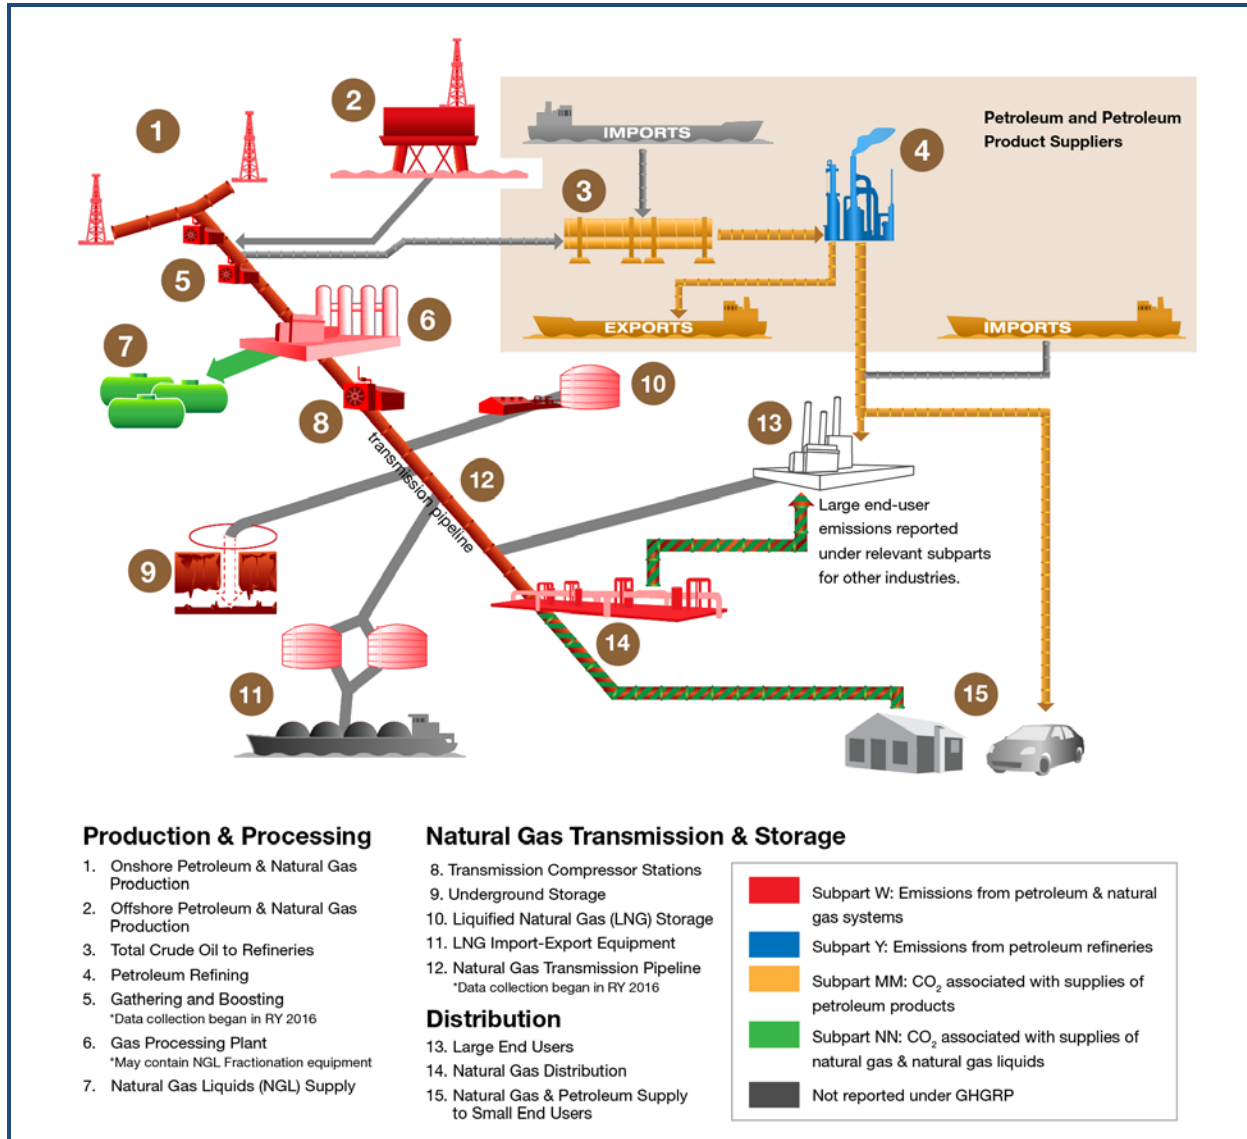 1
2
IMPORTS
Petroleum and Petroleum
Product Suppliers
4
3
5
6
EXPORTS
IMPORTS
7
10
8
13
transmission pipeline
12
Large end-user
emissions reported
under relevant subparts
for other industries.
9
14
11
15
Production & Processing
1. Onshore Petroleum & Natural Gas
Production
2. Offshore Petroleum & Natural Gas
Production
3. Total Crude Oil to Refineries
4. Petroleum Refining
5. Gathering and Boosting
*Data collection began in RY 2016
6. Gas Processing Plant
*May contain NGL Fractionation equipment
7. Natural Gas Liquids (NGL) Supply
Natural Gas Transmission & Storage
8. Transmission Compressor Stations
9. Underground Storage
10. Liquified Natural Gas (LNG) Storage
11. LNG Import-Export Equipment
12. Natural Gas Transmission Pipeline
*Data collection began in RY 2016
Distribution
13. Large End Users
14. Natural Gas Distribution
15. Natural Gas & Petroleum Supply
to Small End Users
Subpart W: Emissions from petroleum & natural
gas systems
Subpart Y: Emissions from petroleum refineries
Subpart MM: CO₂ associated with supplies of
petroleum products
Subpart NN: CO₂ associated with supplies of
natural gas & natural gas liquids
Not reported under GHGRP